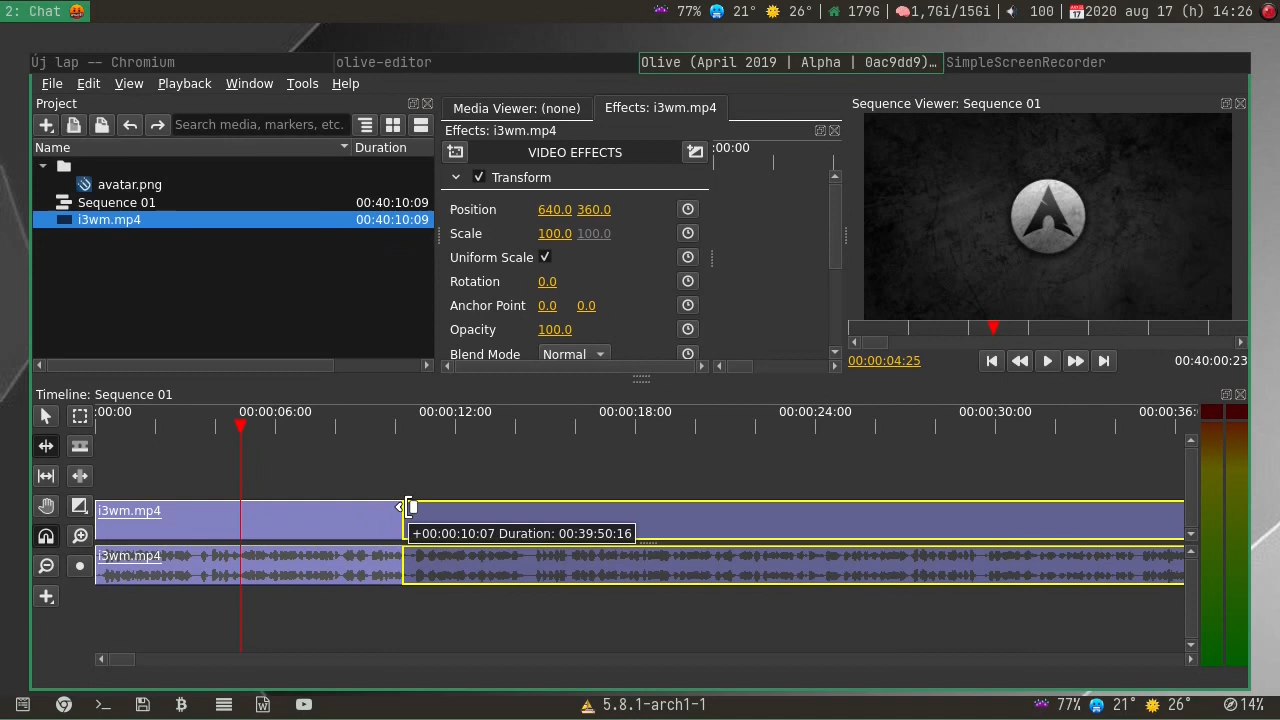 2: Chat
77% 21° 26° 179G 1,7Gi/15Gi 100 2020 aug 17 (h) 14:26
Új lap -- Chromium
olive-editor
Olive (April 2019 | Alpha | 0ac9dd9)…
SimpleScreenRecorder
File Edit View Playback Window Tools Help
Project
Search media, markers, etc.
Name Duration
avatar.png
Sequence 01 00:40:10:09
i3wm.mp4 00:40:10:09
Media Viewer: (none)
Effects: i3wm.mp4
Effects: i3wm.mp4
VIDEO EFFECTS
:00:00
Transform
Position 640.0 360.0
Scale 100.0 100.0
Uniform Scale
Rotation 0.0
Anchor Point 0.0 0.0
Opacity 100.0
Blend Mode Normal
Sequence Viewer: Sequence 01
00:00:04:25
00:40:00:23
Timeline: Sequence 01
:00:00 00:00:06:00 00:00:12:00 00:00:18:00 00:00:24:00 00:00:30:00 00:00:36:
i3wm.mp4
+00:00:10:07 Duration: 00:39:50:16
i3wm.mp4
5.8.1-arch1-1
77% 21° 26° 14%